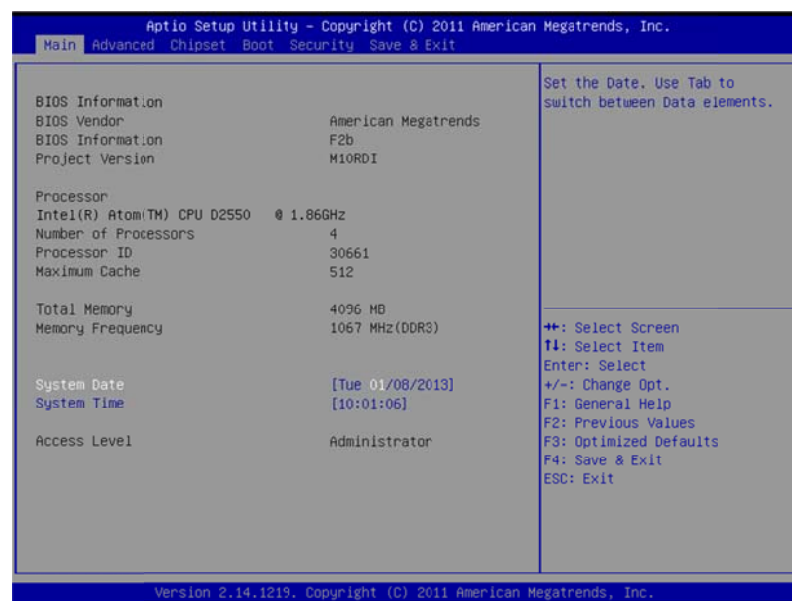 Aptio Setup Utility – Copyright (C) 2011 American Megatrends, Inc.
Main Advanced Chipset Boot Security Save & Exit
BIOS Information
BIOS Vendor American Megatrends
BIOS Information F2b
Project Version M10RDI
Processor
Intel(R) Atom(TM) CPU D2550 @ 1.86GHz
Number of Processors 4
Processor ID 30661
Maximum Cache 512
Total Memory 4096 MB
Memory Frequency 1067 MHz(DDR3)
System Date [Tue 01/08/2013]
System Time [10:01:06]
Access Level Administrator
Set the Date. Use Tab to
switch between Data elements.
→←: Select Screen
↑↓: Select Item
Enter: Select
+/-: Change Opt.
F1: General Help
F2: Previous Values
F3: Optimized Defaults
F4: Save & Exit
ESC: Exit
Version 2.14.1219. Copyright (C) 2011 American Megatrends, Inc.